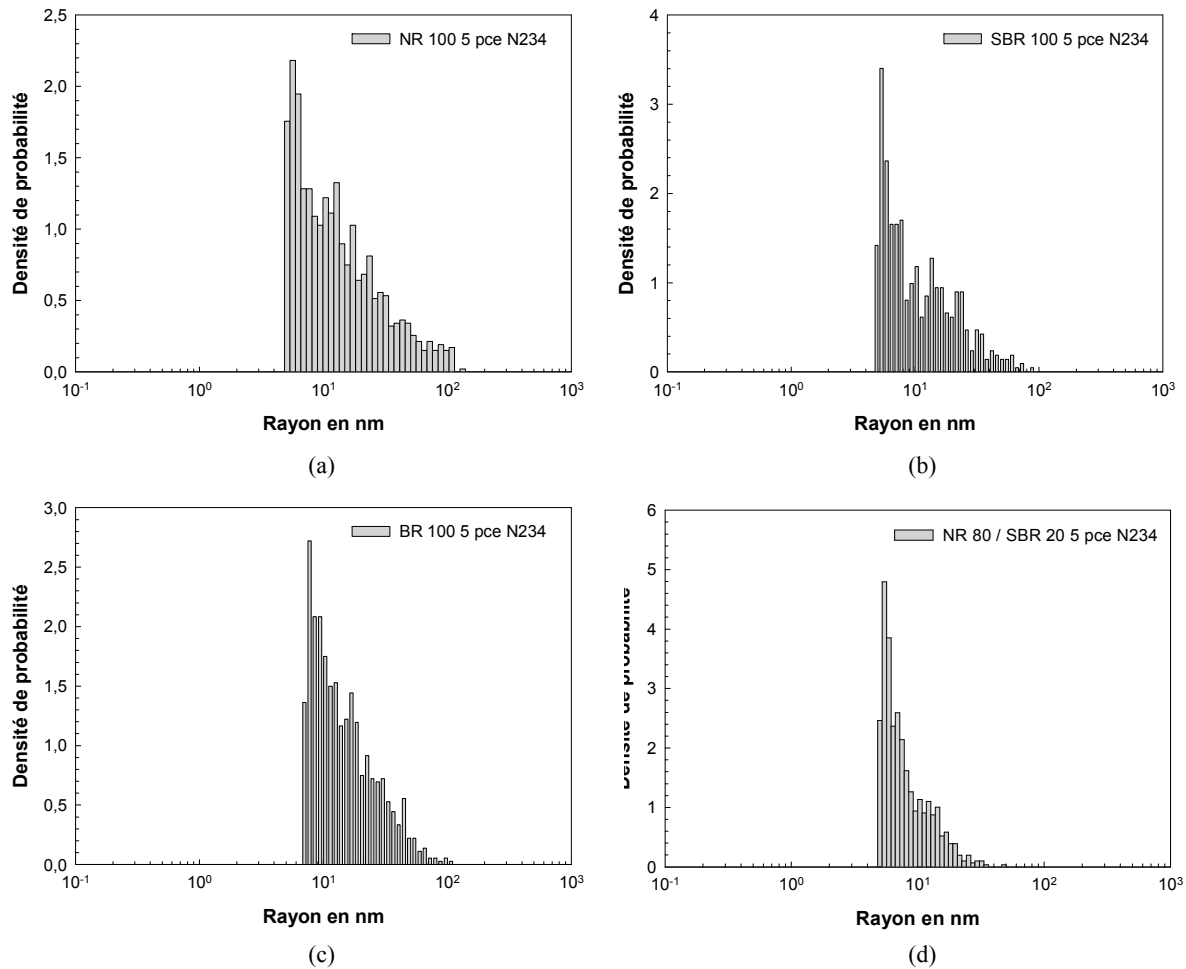 2,5
NR 100 5 pce N234
2,0
1,5
1,0
0,5
0,0
Densité de probabilité
10-1 100 101 102 103
Rayon en nm
(a)
4
SBR 100 5 pce N234
3
2
1
0
Densité de probabilité
10-1 100 101 102 103
Rayon en nm
(b)
3,0
BR 100 5 pce N234
2,5
2,0
1,5
1,0
0,5
0,0
Densité de probabilité
10-1 100 101 102 103
Rayon en nm
(c)
6
NR 80 / SBR 20 5 pce N234
5
4
3
2
1
0
Densité de probabilité
10-1 100 101 102 103
Rayon en nm
(d)